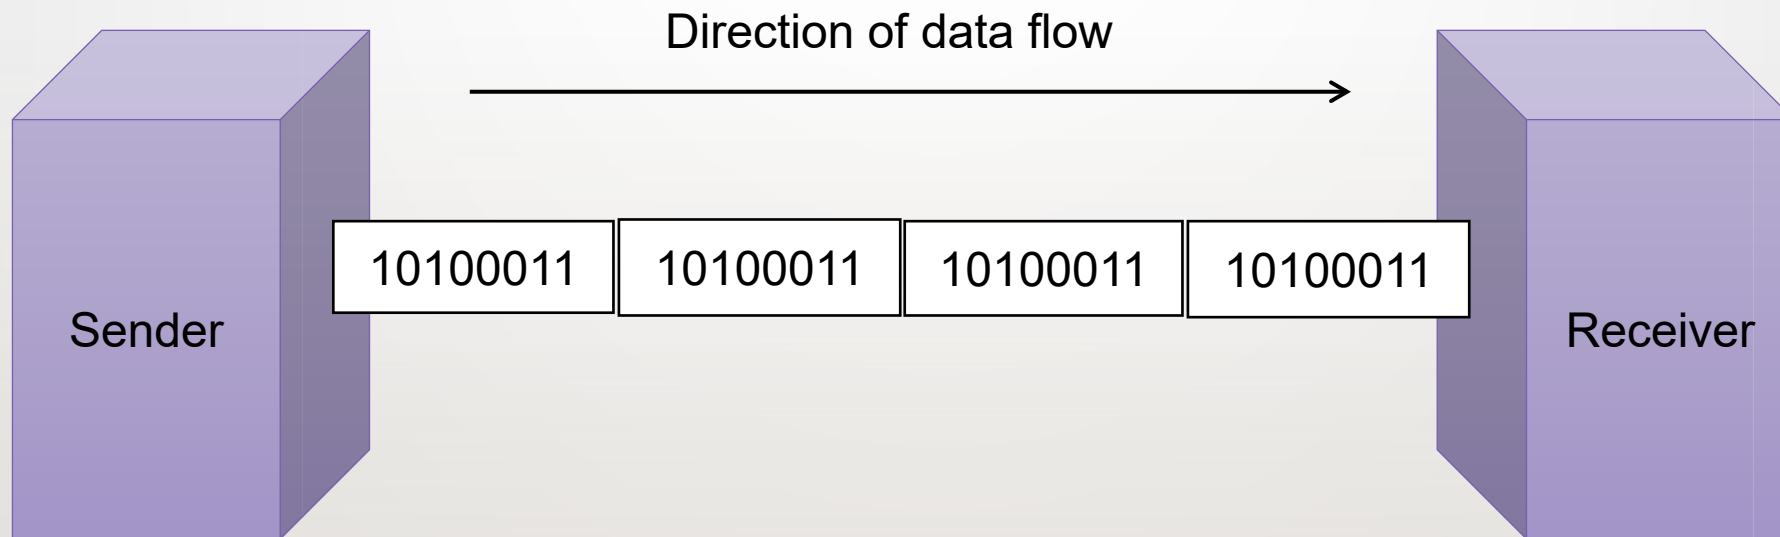 Direction of data flow
10100011 10100011 10100011 10100011
Sender
Receiver